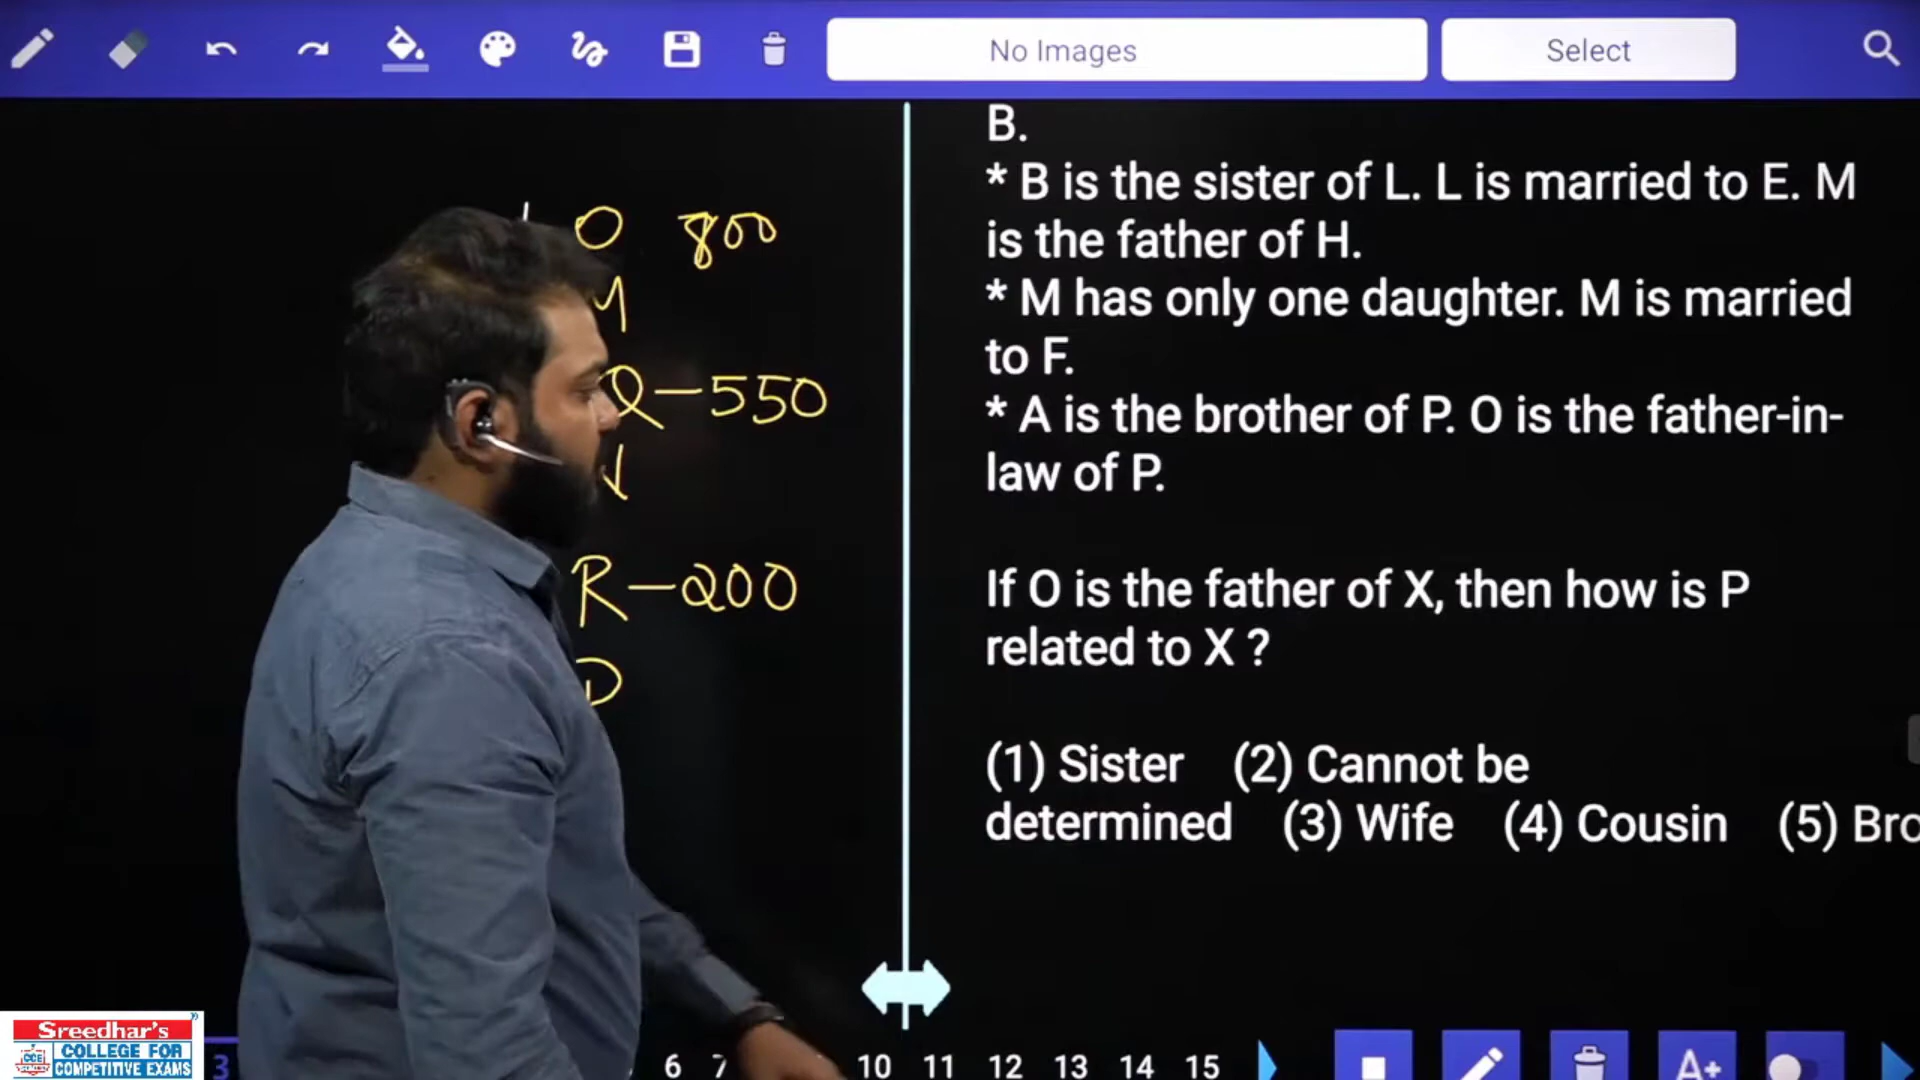 No Images
Select
O 800
M
Q-550
R-200
D
B.
* B is the sister of L. L is married to E. M
is the father of H.
* M has only one daughter. M is married
to F.
* A is the brother of P. O is the father-in-
law of P.
If O is the father of X, then how is P
related to X ?
(1) Sister (2) Cannot be
determined (3) Wife (4) Cousin (5) Bro
3 6 7 10 11 12 13 14 15
A+
Sreedhar's
CCE
COLLEGE FOR
COMPETITIVE EXAMS